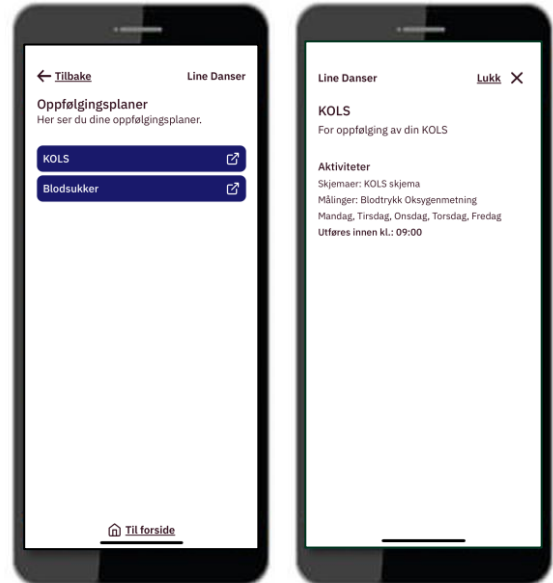 Tilbake
Line Danser
Oppfølgingsplaner
Her ser du dine oppfølgingsplaner.
KOLS
Blodsukker
Til forside
Line Danser
Lukk
KOLS
For oppfølging av din KOLS
Aktiviteter
Skjemaer: KOLS skjema
Målinger: Blodtrykk Oksygenmetning
Mandag, Tirsdag, Onsdag, Torsdag, Fredag
Utføres innen kl.: 09:00